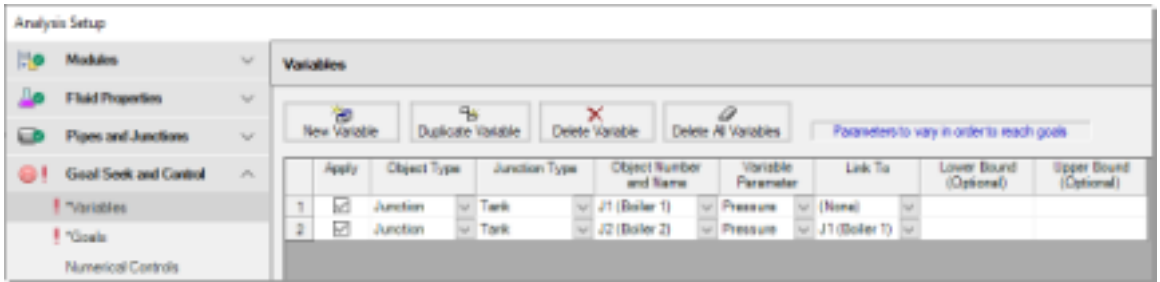 Analysis Setup
Modules
Variables
Fluid Properties
New Variable
Duplicate Variable
Delete Variable
Delete All Variables
Parameters to vary in order to reach goals
Pipes and Junctions
Goal Seek and Control
Apply
Object Type
Junction Type
Object Number and Name
Variable Parameter
Link To
Lower Bound (Optional)
Upper Bound (Optional)
! *Variables
1 Junction Tank J1 (Boiler 1) Pressure (None)
2 Junction Tank J2 (Boiler 2) Pressure J1 (Boiler 1)
! *Goals
Numerical Controls